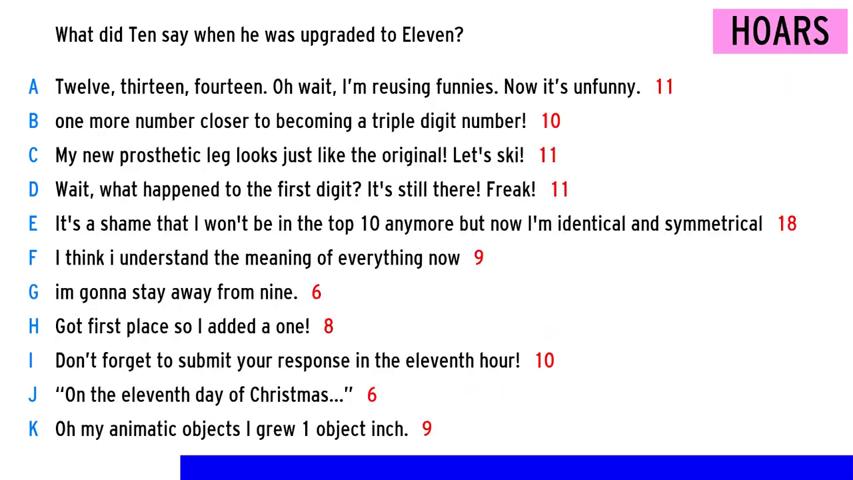 What did Ten say when he was upgraded to Eleven?
HOARS
A Twelve, thirteen, fourteen. Oh wait, I'm reusing funnies. Now it's unfunny. 11
B one more number closer to becoming a triple digit number! 10
C My new prosthetic leg looks just like the original! Let's ski! 11
D Wait, what happened to the first digit? It's still there! Freak! 11
E It's a shame that I won't be in the top 10 anymore but now I'm identical and symmetrical 18
F I think i understand the meaning of everything now 9
G im gonna stay away from nine. 6
H Got first place so I added a one! 8
I Don't forget to submit your response in the eleventh hour! 10
J “On the eleventh day of Christmas...” 6
K Oh my animatic objects I grew 1 object inch. 9